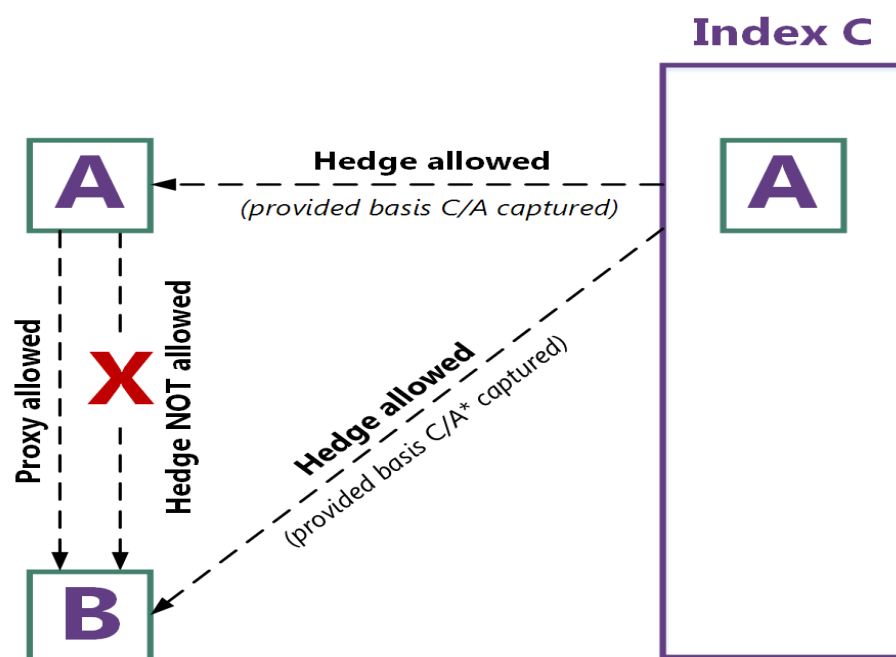 Index C
A
Hedge allowed
A
(provided basis C/A captured)
Proxy allowed
X
Hedge NOT allowed
Hedge allowed
(provided basis C/A* captured)
B